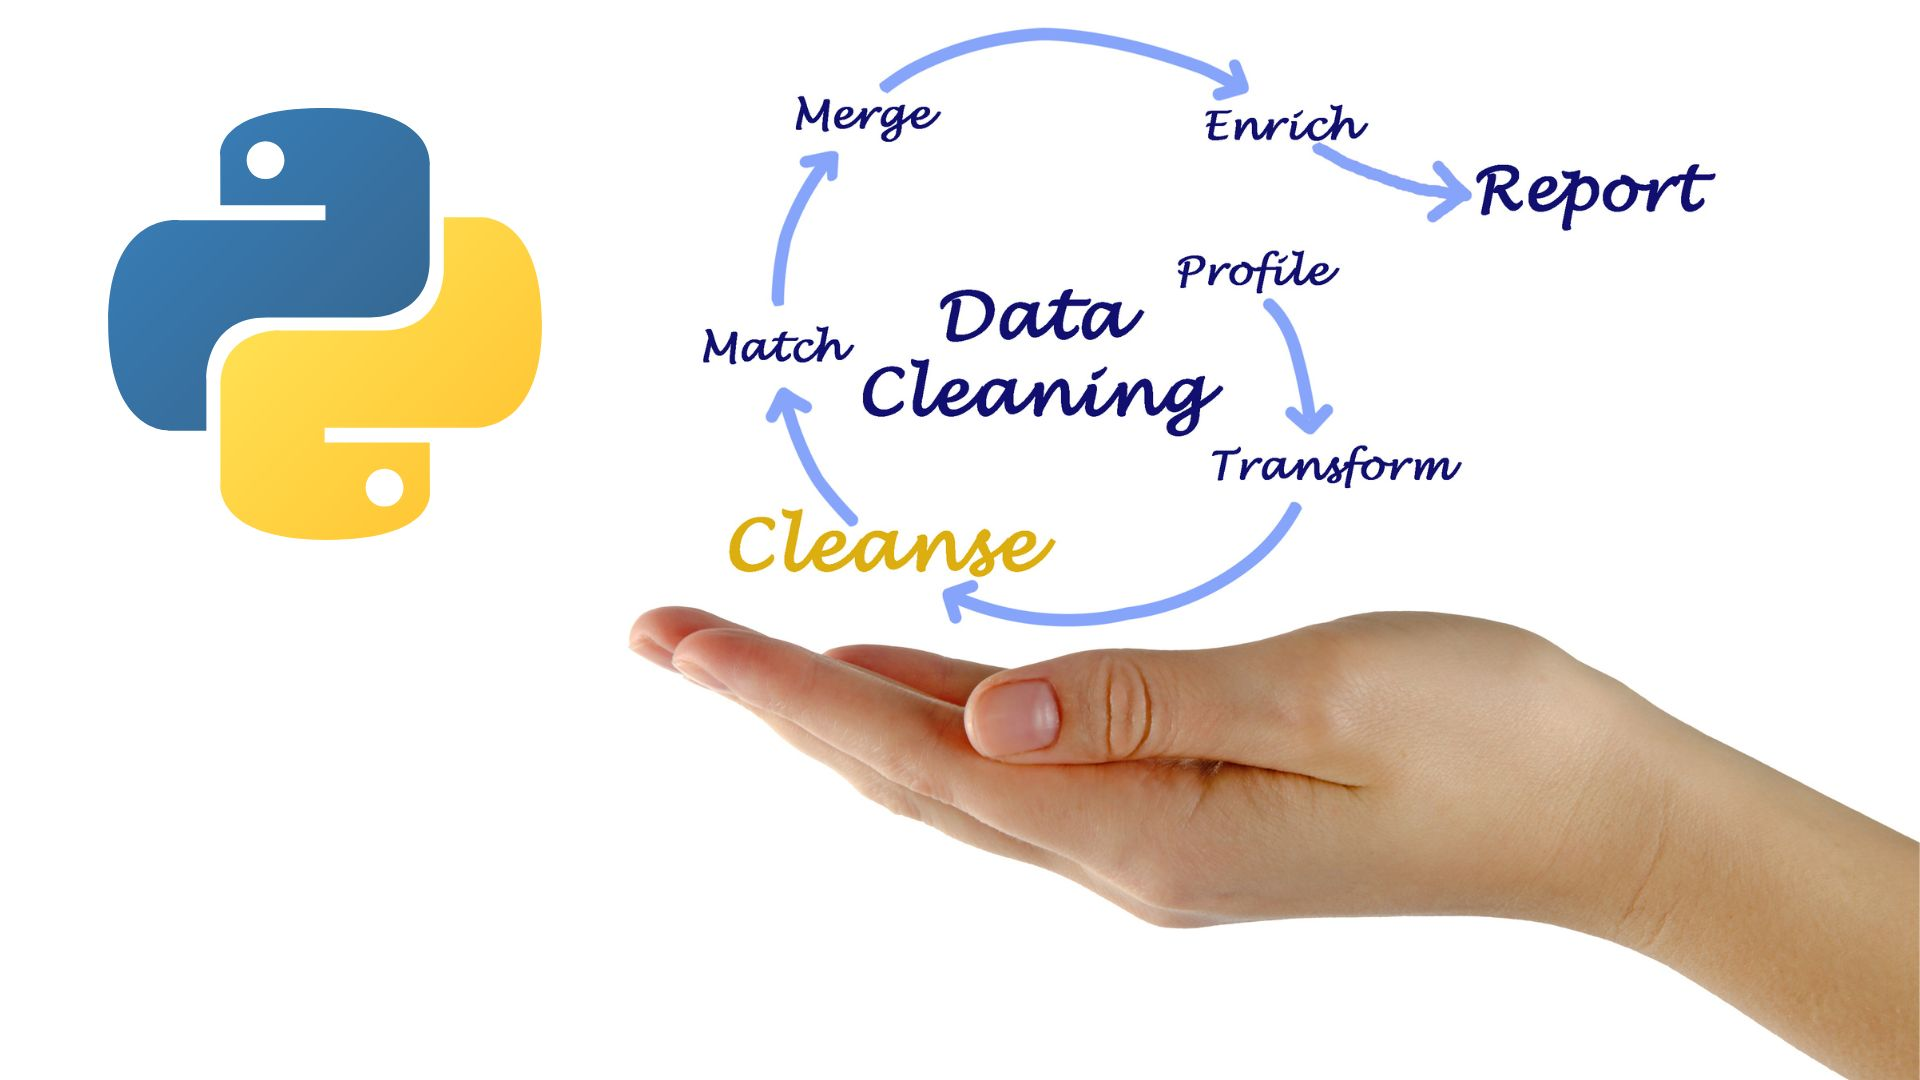 Merge
Enrich
Report
Profile
Data
Cleaning
Match
Transform
Cleanse